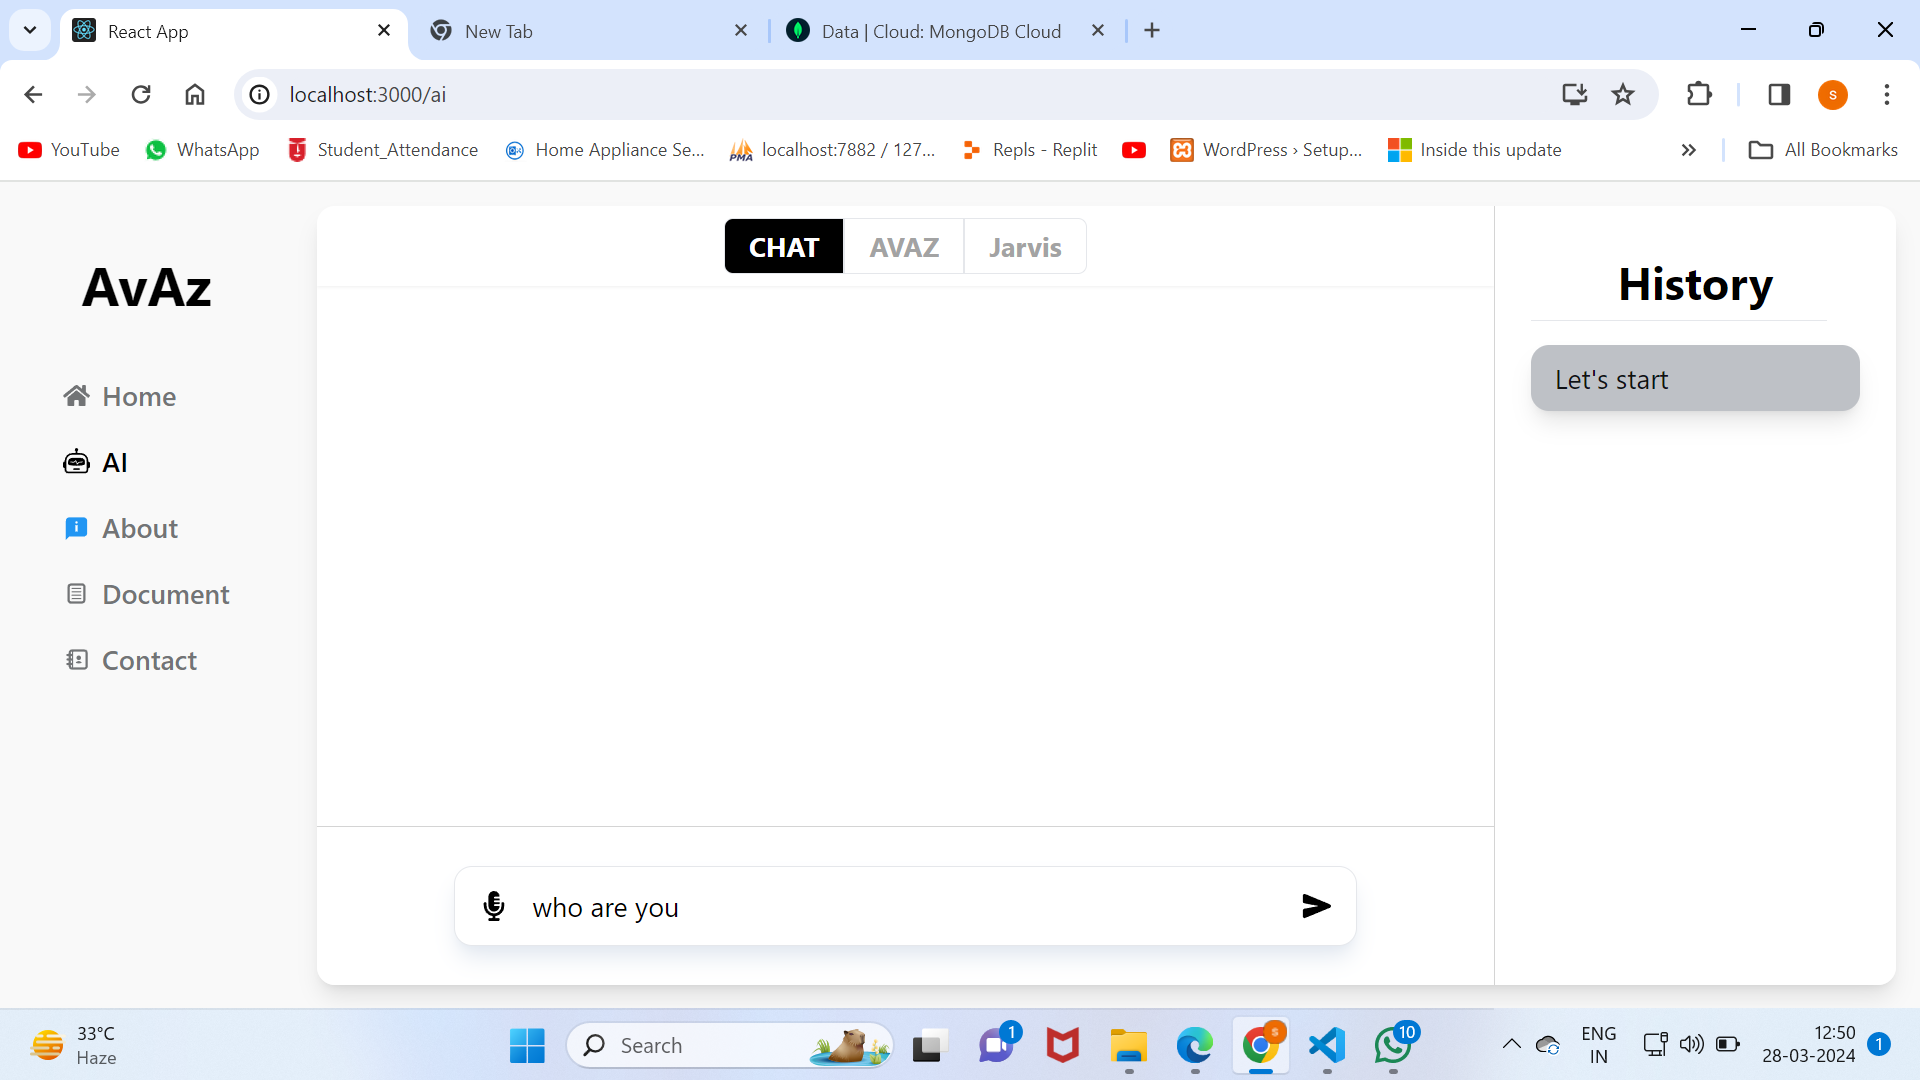 React App
New Tab
Data | Cloud: MongoDB Cloud
localhost:3000/ai
s
YouTube
WhatsApp
Student_Attendance
Home Appliance Se...
PMA
localhost:7882 / 127...
Repls - Replit
WordPress › Setup...
Inside this update
All Bookmarks
AvAz
Home
AI
About
Document
Contact
CHAT
AVAZ
Jarvis
who are you
History
Let's start
33°C
Haze
Search
1
s
10
ENG
IN
12:50
28-03-2024
1